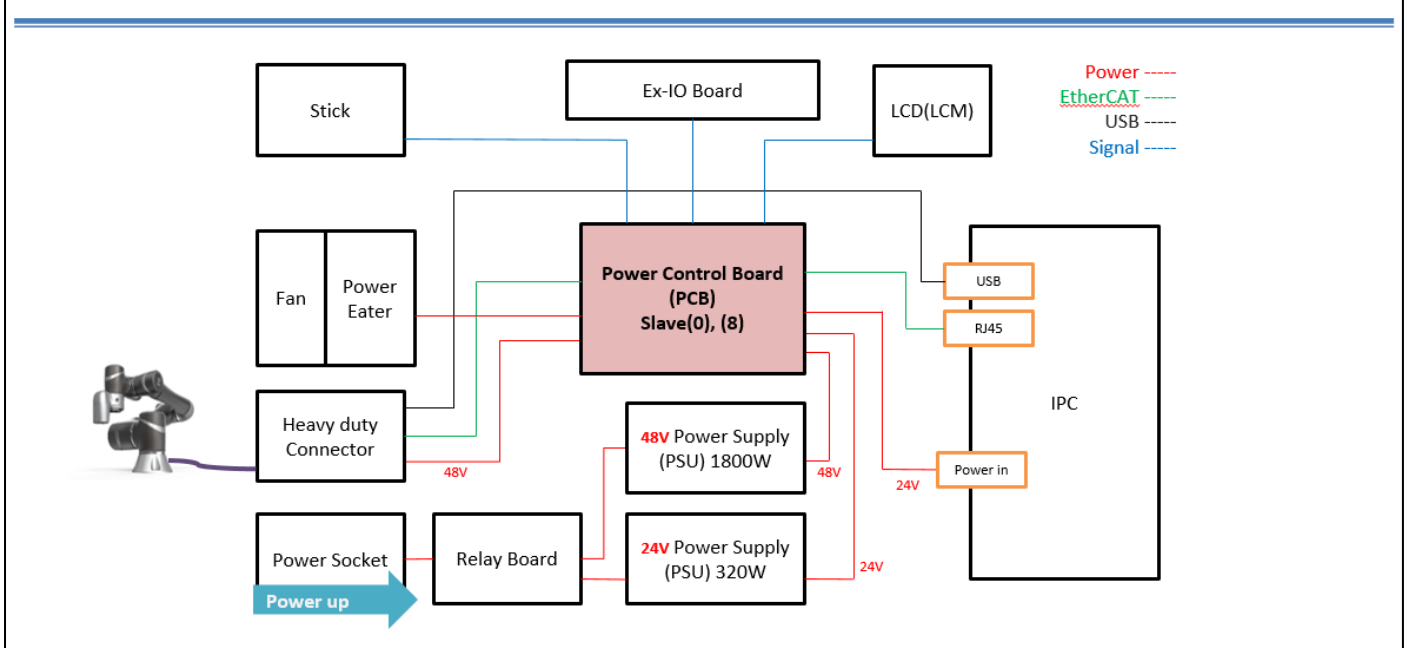 Stick
Ex-IO Board
LCD(LCM)
Power -----
EtherCAT -----
USB -----
Signal -----
Fan
Power
Eater
Power Control Board
(PCB)
Slave(0), (8)
USB
RJ45
IPC
Heavy duty
Connector
48V
48V Power Supply
(PSU) 1800W
48V
Power in
24V
Power Socket
Relay Board
24V Power Supply
(PSU) 320W
24V
Power up